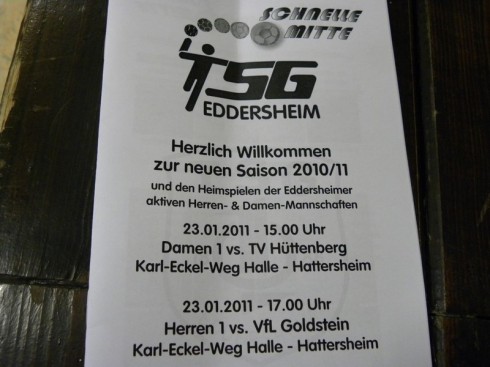 SCHNELLE
MITTE
TSG
EDDERSHEIM
Herzlich Willkommen
zur neuen Saison 2010/11
und den Heimspielen der Eddersheimer
aktiven Herren- & Damen-Mannschaften
23.01.2011 - 15.00 Uhr
Damen 1 vs. TV Hüttenberg
Karl-Eckel-Weg Halle - Hattersheim
23.01.2011 - 17.00 Uhr
Herren 1 vs. VfL Goldstein
Karl-Eckel-Weg Halle - Hattersheim